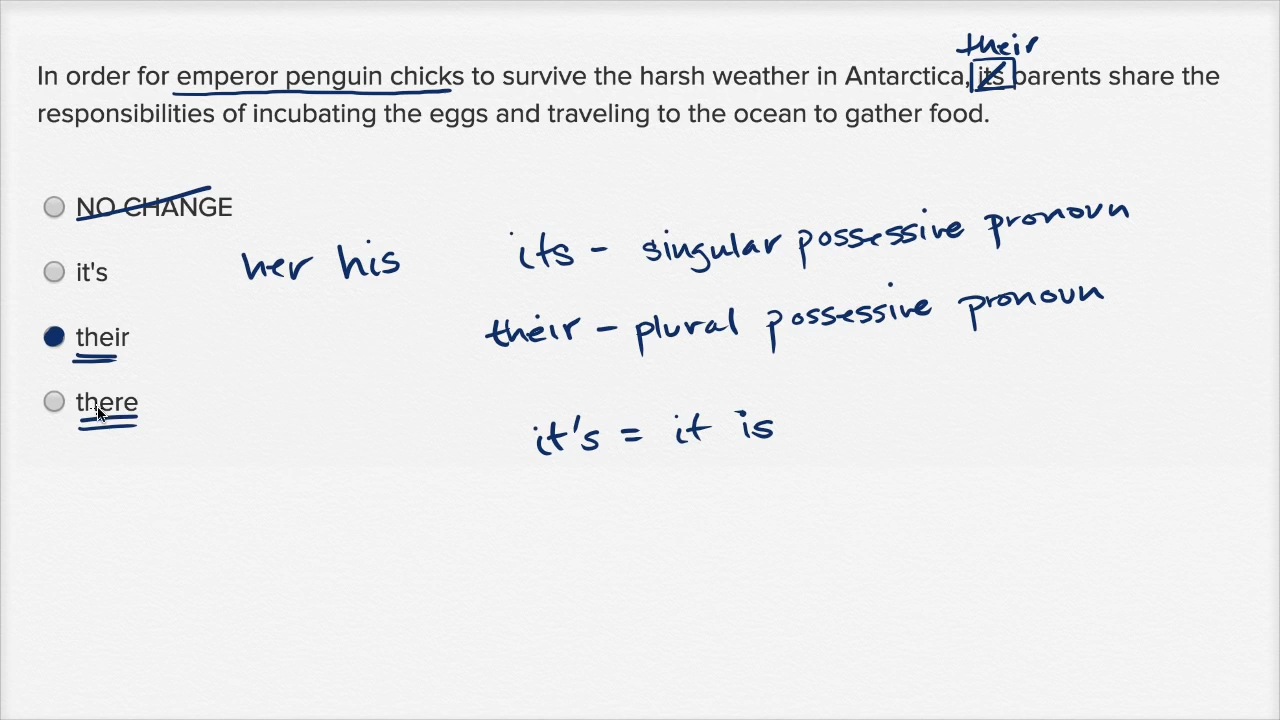 their
In order for emperor penguin chicks to survive the harsh weather in Antarctica, its parents share the
responsibilities of incubating the eggs and traveling to the ocean to gather food.
NO CHANGE
it's
their
there
her his
its - singular possessive pronoun
their - plural possessive pronoun
it's = it is